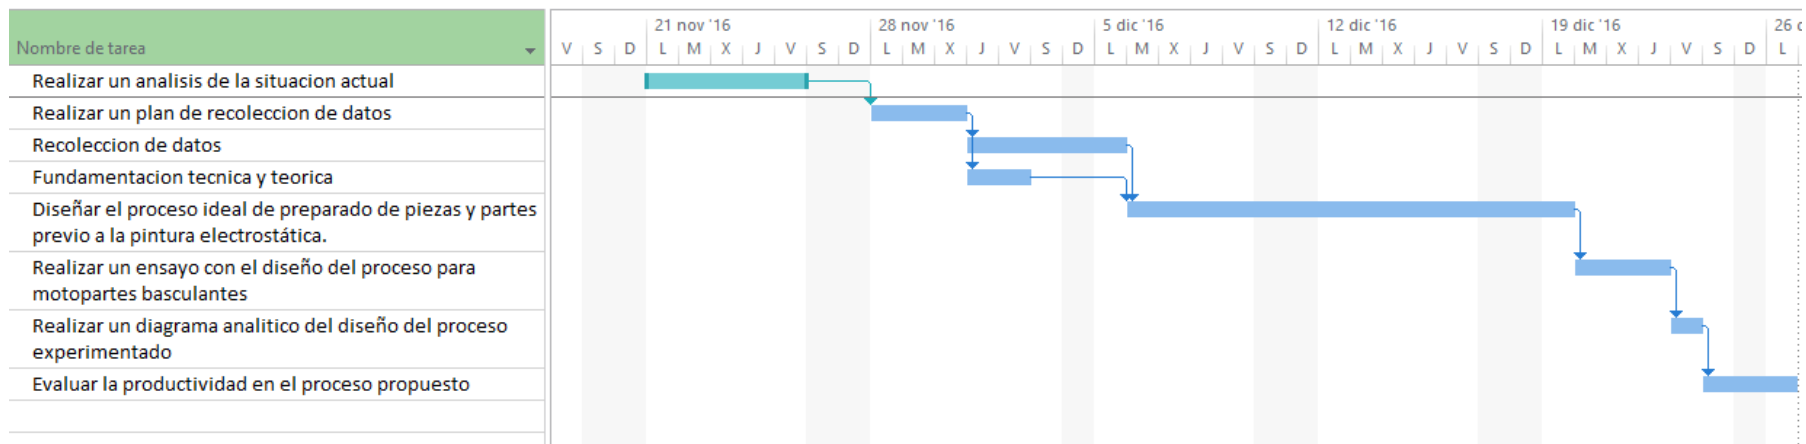 Nombre de tarea
21 nov '16
28 nov '16
5 dic '16
12 dic '16
19 dic '16
26 d
V S D L M X J V S D L M X J V S D L M X J V S D L M X J V S D L M X J V S D L
Realizar un analisis de la situacion actual
Realizar un plan de recoleccion de datos
Recoleccion de datos
Fundamentacion tecnica y teorica
Diseñar el proceso ideal de preparado de piezas y partes
previo a la pintura electrostática.
Realizar un ensayo con el diseño del proceso para
motopartes basculantes
Realizar un diagrama analitico del diseño del proceso
experimentado
Evaluar la productividad en el proceso propuesto